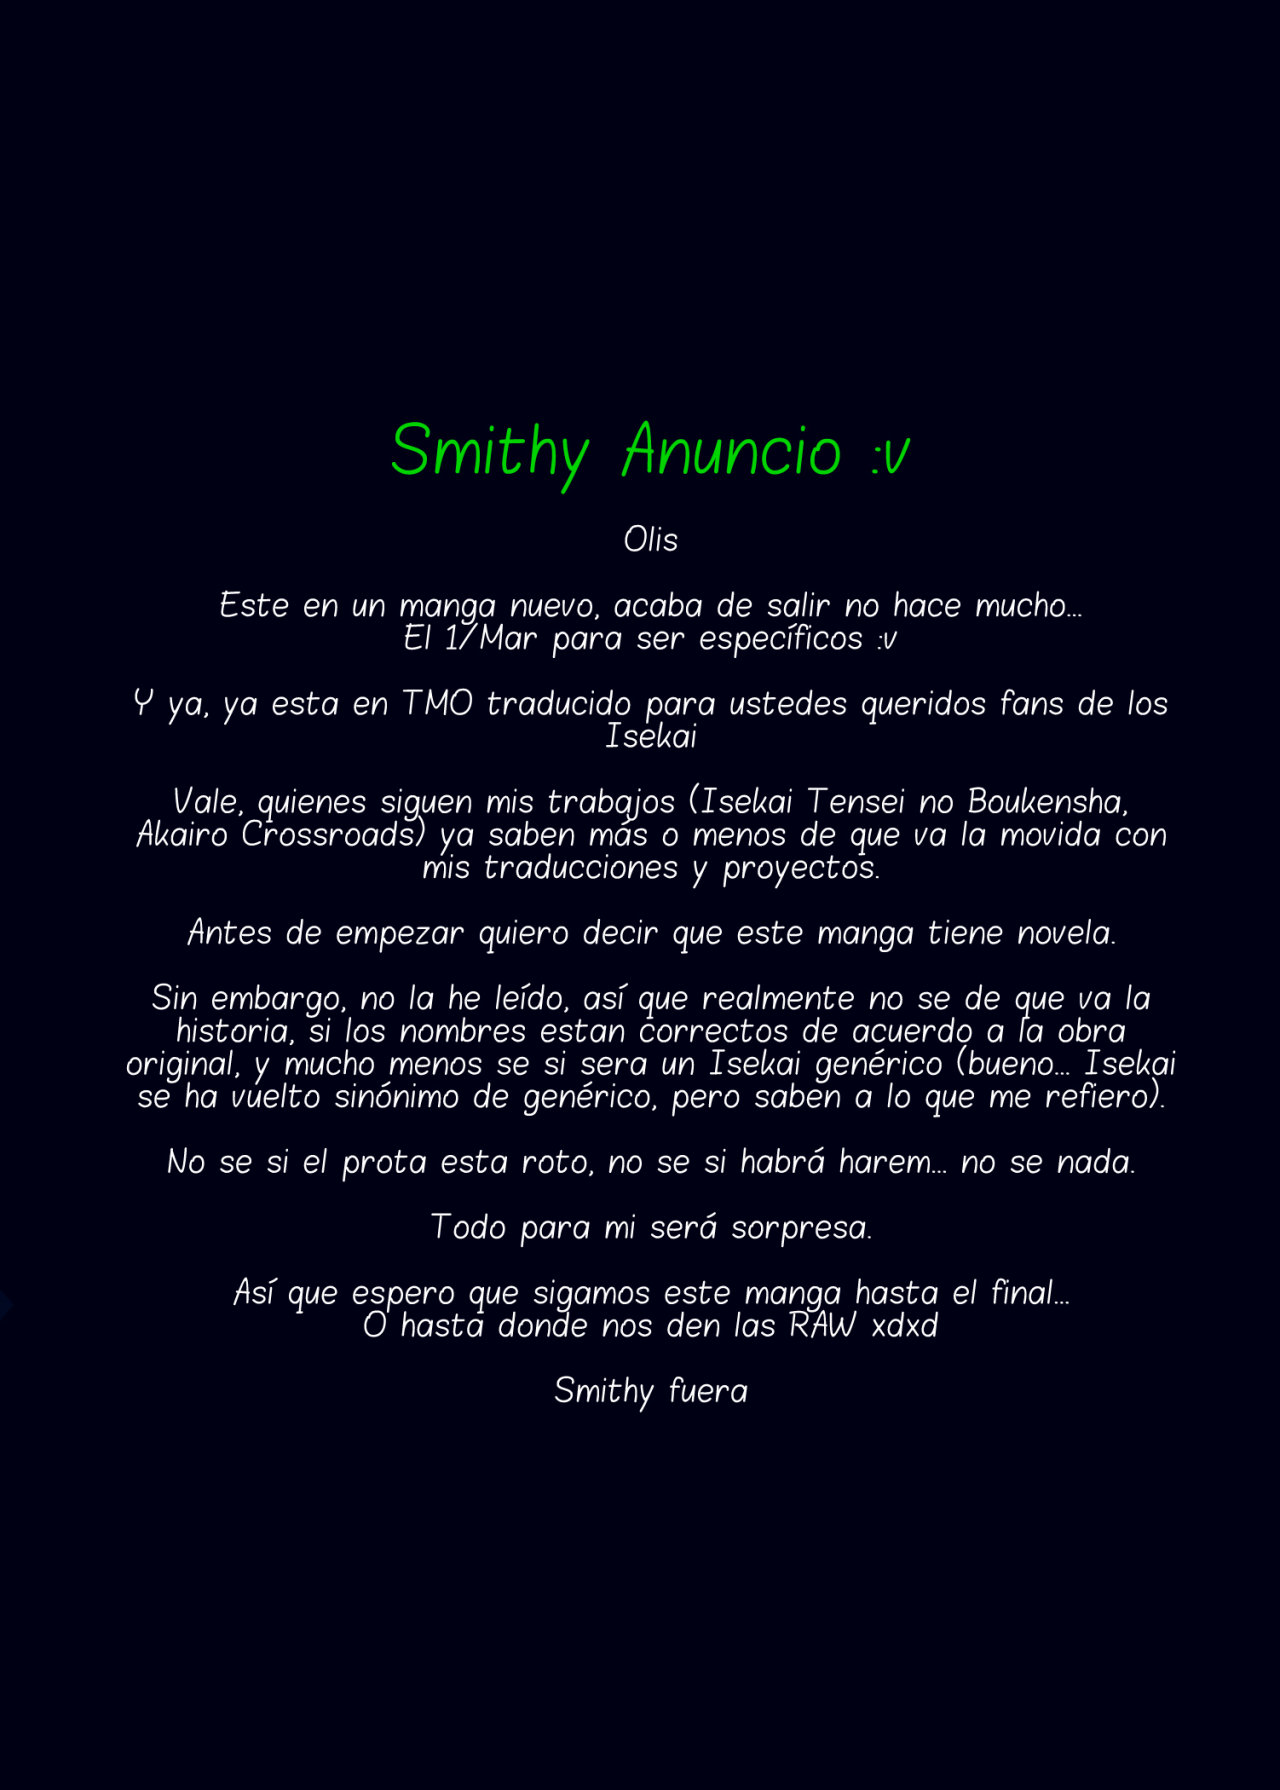 Smithy Anuncio :v
Olis
Este en un manga nuevo, acaba de salir no hace mucho...
El 1/Mar para ser específicos :v
Y ya, ya esta en TMO traducido para ustedes queridos fans de los
Isekai
Vale, quienes siguen mis trabajos (Isekai Tensei no Boukensha,
Akairo Crossroads) ya saben más o menos de que va la movida con
mis traducciones y proyectos.
Antes de empezar quiero decir que este manga tiene novela.
Sin embargo, no la he leído, así que realmente no se de que va la
historia, si los nombres estan correctos de acuerdo a la obra
original, y mucho menos se si sera un Isekai genérico (bueno... Isekai
se ha vuelto sinónimo de genérico, pero saben a lo que me refiero).
No se si el prota esta roto, no se si habrá harem... no se nada.
Todo para mi será sorpresa.
Así que espero que sigamos este manga hasta el final...
O hasta donde nos den las RAW xdxd
Smithy fuera